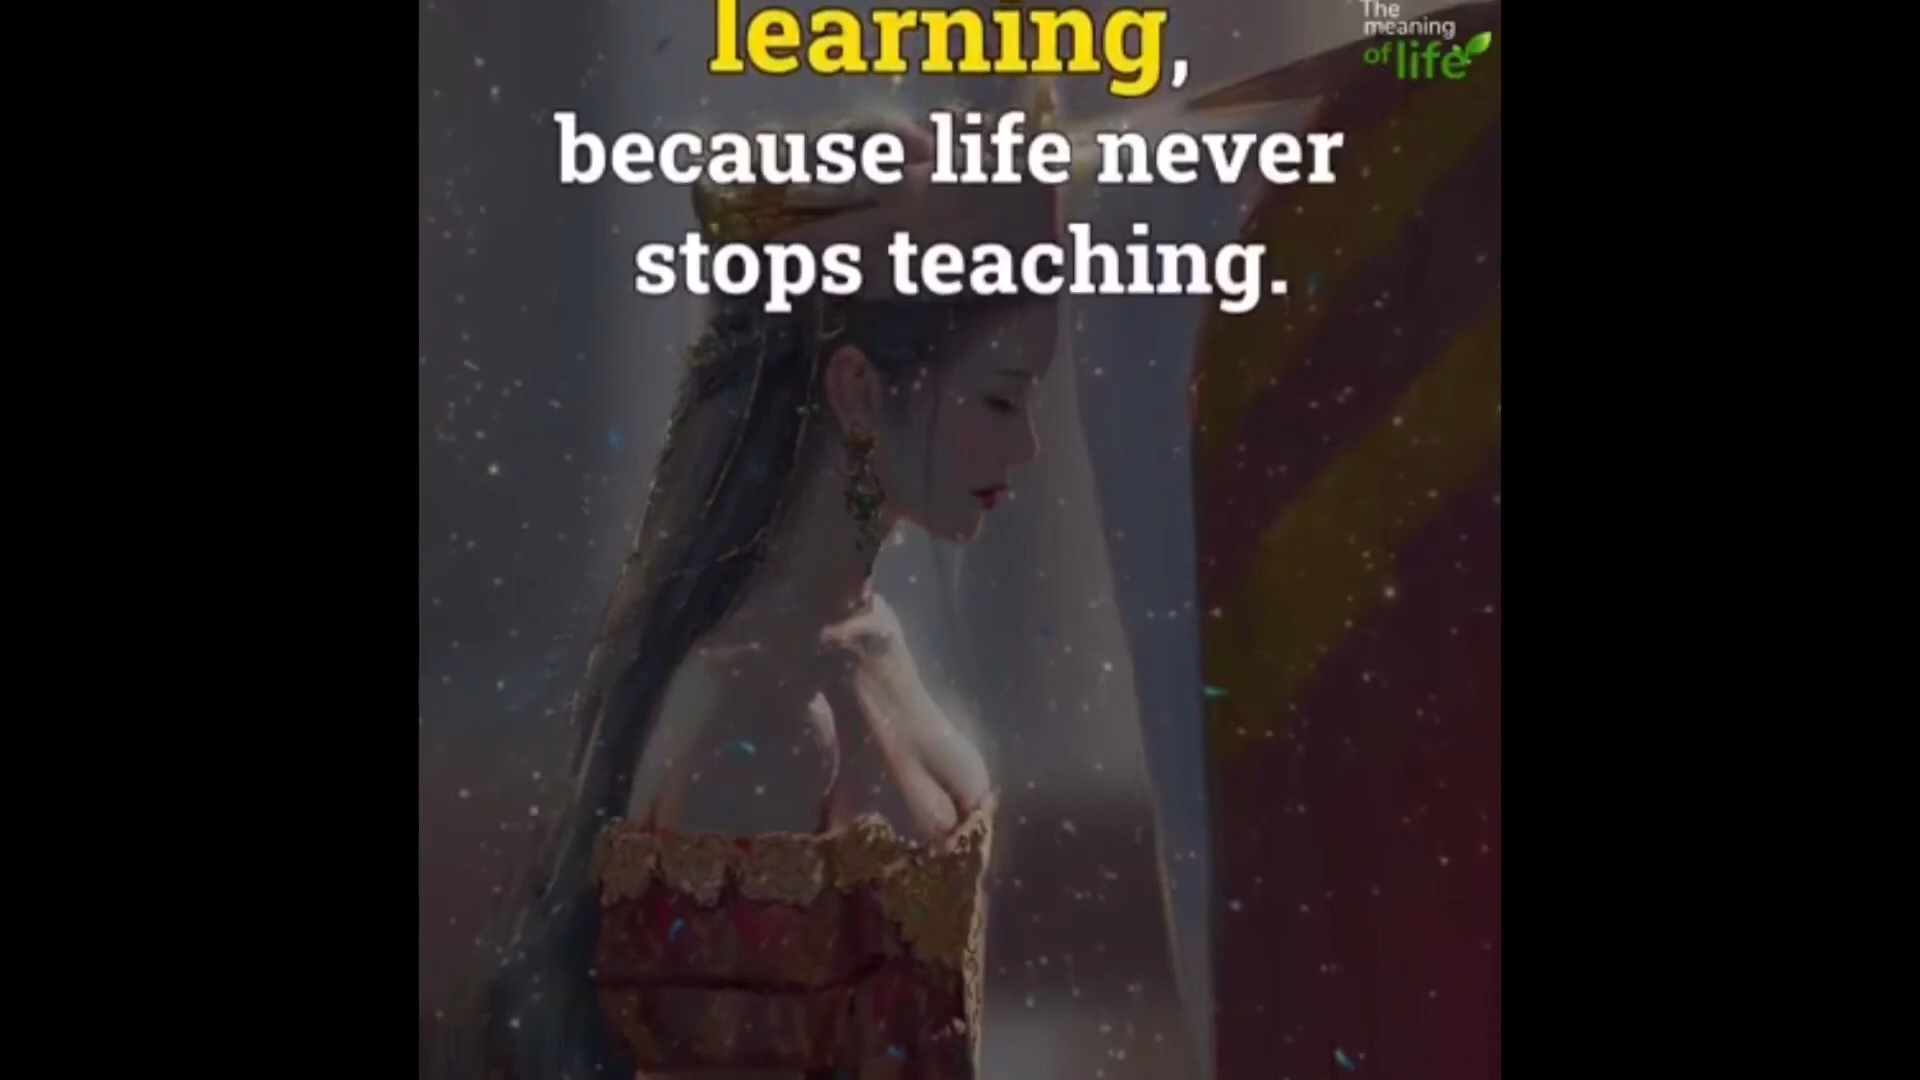 learning,
because life never
stops teaching.
The
meaning
of life